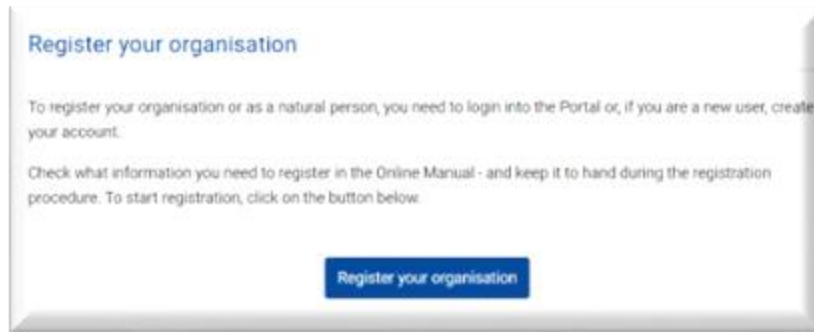 Register your organisation
To register your organisation or as a natural person, you need to login into the Portal or, if you are a new user, create
your account.
Check what information you need to register in the Online Manual - and keep it to hand during the registration
procedure. To start registration, click on the button below.
Register your organisation